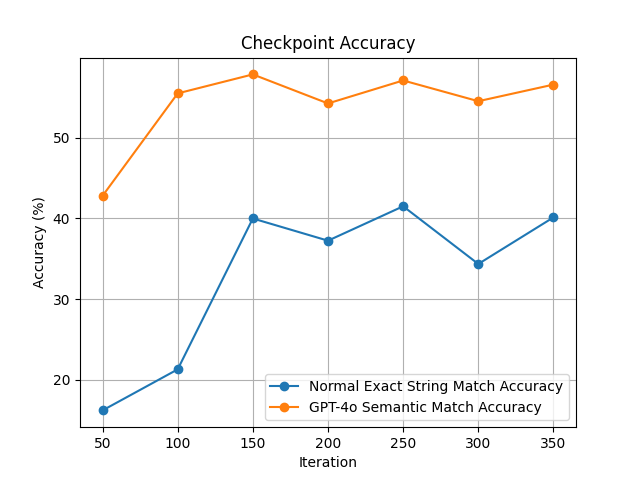 Checkpoint Accuracy
Accuracy (%)
50
40
30
20
Normal Exact String Match Accuracy
GPT-4o Semantic Match Accuracy
50 100 150 200 250 300 350
Iteration